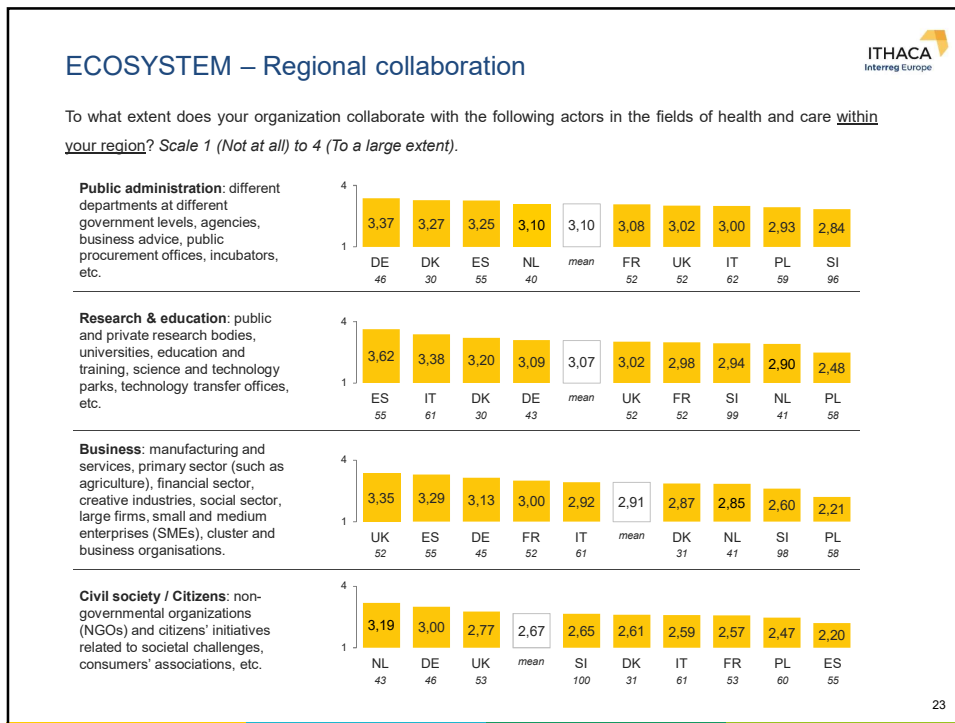 ECOSYSTEM – Regional collaboration
ITHACA
Interreg Europe
To what extent does your organization collaborate with the following actors in the fields of health and care within
your region? Scale 1 (Not at all) to 4 (To a large extent).
Public administration: different
departments at different
government levels, agencies,
business advice, public
procurement offices, incubators,
etc.
4
3,37 3,27 3,25 3,10 3,10 3,08 3,02 3,00 2,93 2,84
1
DE DK ES NL mean FR UK IT PL SI
46 30 55 40 52 52 62 59 96
Research & education: public
and private research bodies,
universities, education and
training, science and technology
parks, technology transfer offices,
etc.
4
3,62 3,38 3,20 3,09 3,07 3,02 2,98 2,94 2,90 2,48
1
ES IT DK DE mean UK FR SI NL PL
55 61 30 43 52 52 99 41 58
Business: manufacturing and
services, primary sector (such as
agriculture), financial sector,
creative industries, social sector,
large firms, small and medium
enterprises (SMEs), cluster and
business organisations.
4
3,35 3,29 3,13 3,00 2,92 2,91 2,87 2,85 2,60 2,21
1
UK ES DE FR IT mean DK NL SI PL
52 55 45 52 61 31 41 98 58
Civil society / Citizens: non-
governmental organizations
(NGOs) and citizens' initiatives
related to societal challenges,
consumers' associations, etc.
4
3,19 3,00 2,77 2,67 2,65 2,61 2,59 2,57 2,47 2,20
1
NL DE UK mean SI DK IT FR PL ES
43 46 53 100 31 61 53 60 55
23